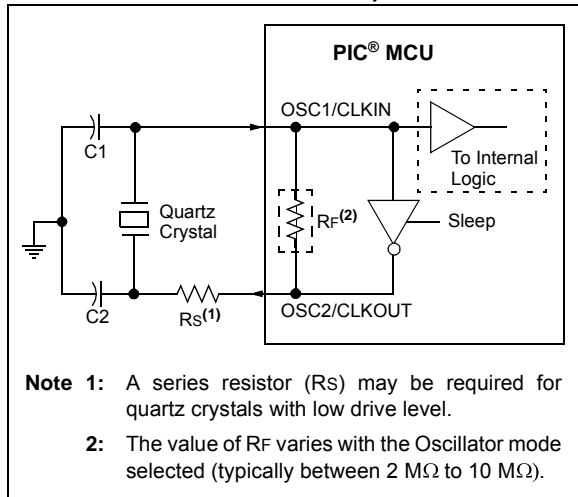 PIC® MCU
OSC1/CLKIN
C1
To Internal
Logic
Quartz
Crystal
RF(2)
Sleep
C2
RS(1)
OSC2/CLKOUT
Note 1: A series resistor (RS) may be required for
quartz crystals with low drive level.
2: The value of RF varies with the Oscillator mode
selected (typically between 2 MΩ to 10 MΩ).